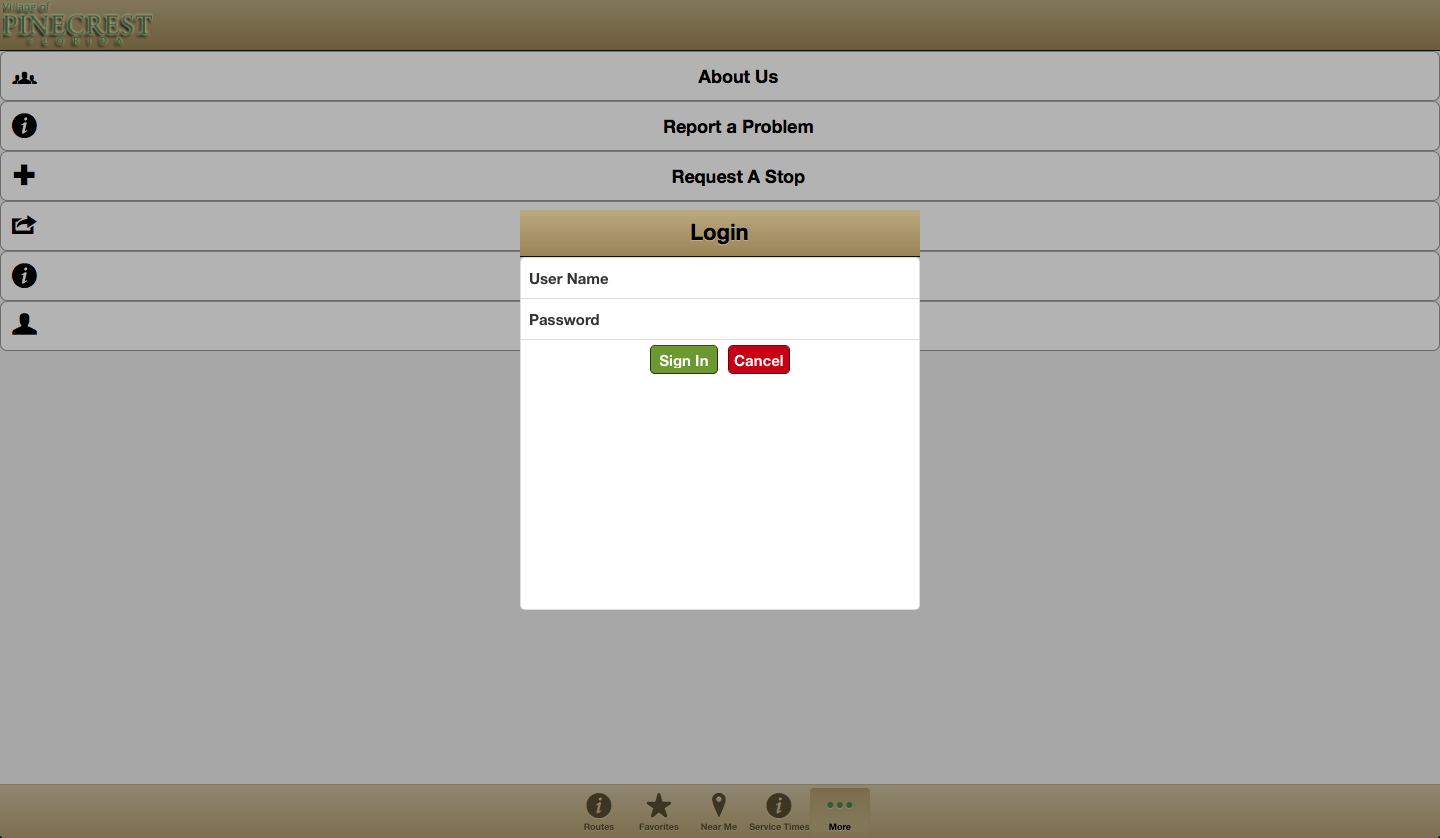 Village of
PINECREST
FLORIDA
About Us
Report a Problem
Request A Stop
Login
User Name
Password
Sign In Cancel
Routes Favorites Near Me Service Times More